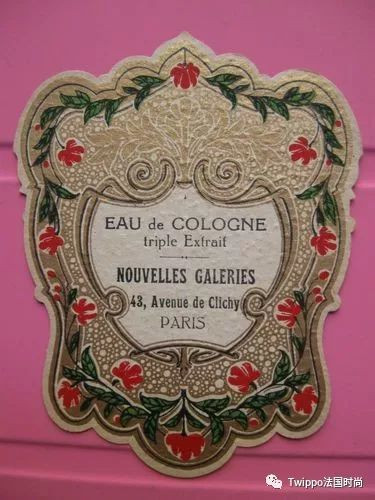 EAU de COLOGNE
triple Extrait
NOUVELLES GALERIES
43, Avenue de Clichy
PARIS
Twippo法国时尚